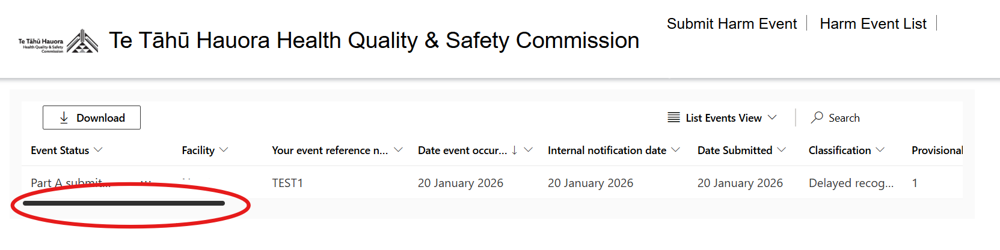 Submit Harm Event
Harm Event List
Te Tāhū Hauora
Health Quality & Safety
Commission
Te Tāhū Hauora Health Quality & Safety Commission
Download
List Events View
Search
Event Status
Facility
Your event reference n...
Date event occur...
Internal notification date
Date Submitted
Classification
Provisional
Part A submit...
TEST1
20 January 2026
20 January 2026
20 January 2026
Delayed recog...
1